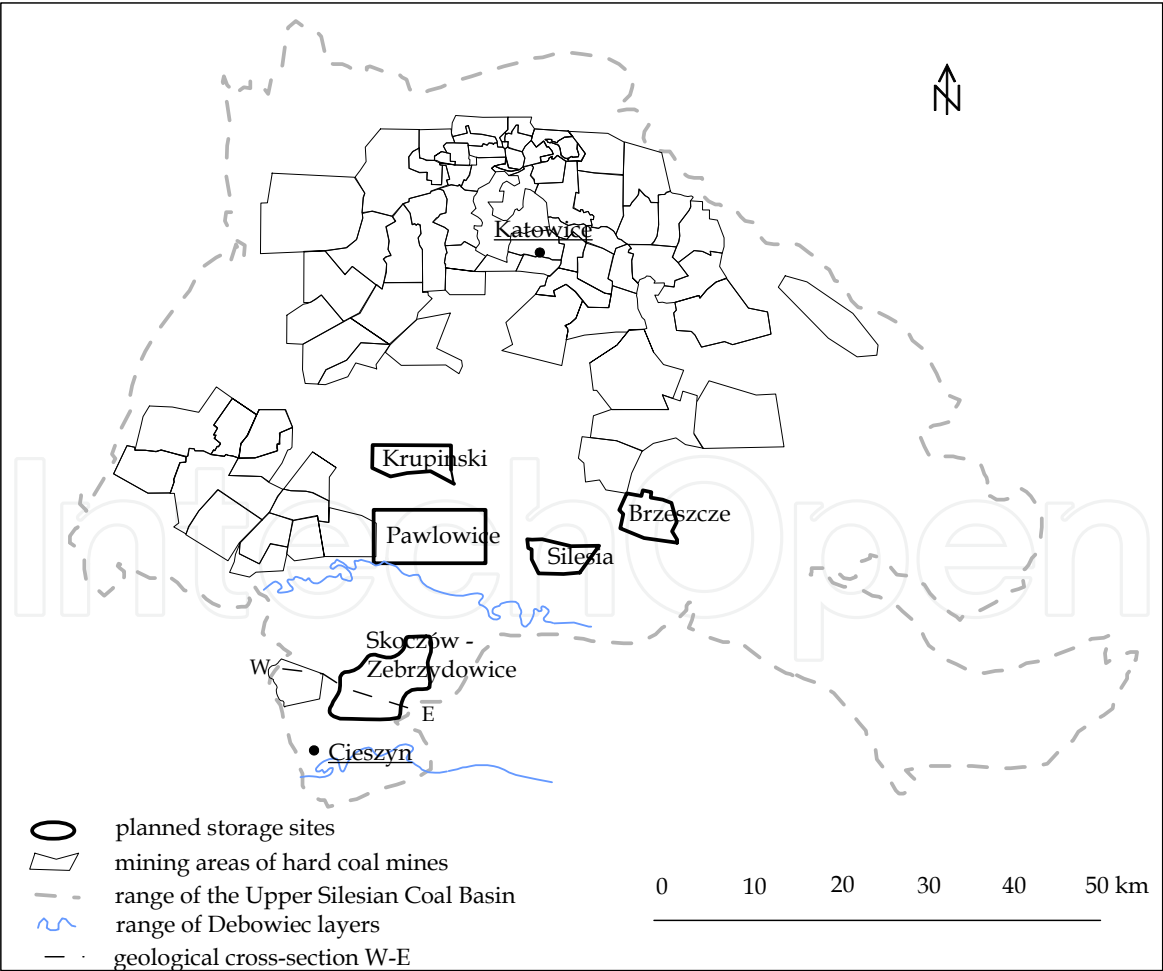 N
Katowice
Krupinski
Brzeszcze
Pawlowice
Silesia
Skoczów -
Zebrzydowice
W
E
Cieszyn
planned storage sites
mining areas of hard coal mines
range of the Upper Silesian Coal Basin
range of Debowiec layers
geological cross-section W-E
0 10 20 30 40 50 km
IntechOpen